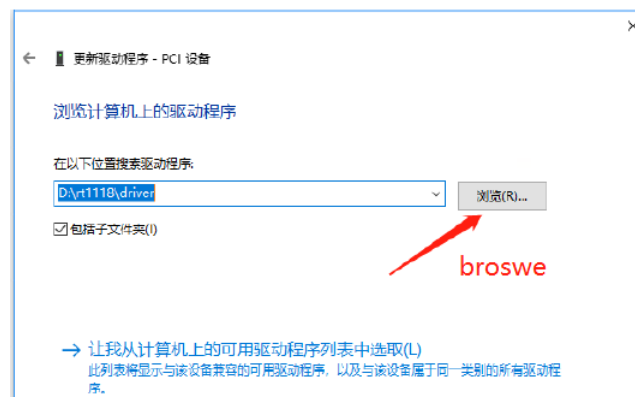 更新驱动程序 - PCI 设备
浏览计算机上的驱动程序
在以下位置搜索驱动程序:
D:\rt1118\driver
浏览(R)...
包括子文件夹(I)
broswe
让我从计算机上的可用驱动程序列表中选取(L)
此列表将显示与该设备兼容的可用驱动程序，以及与该设备属于同一类别的所有驱动程
序。